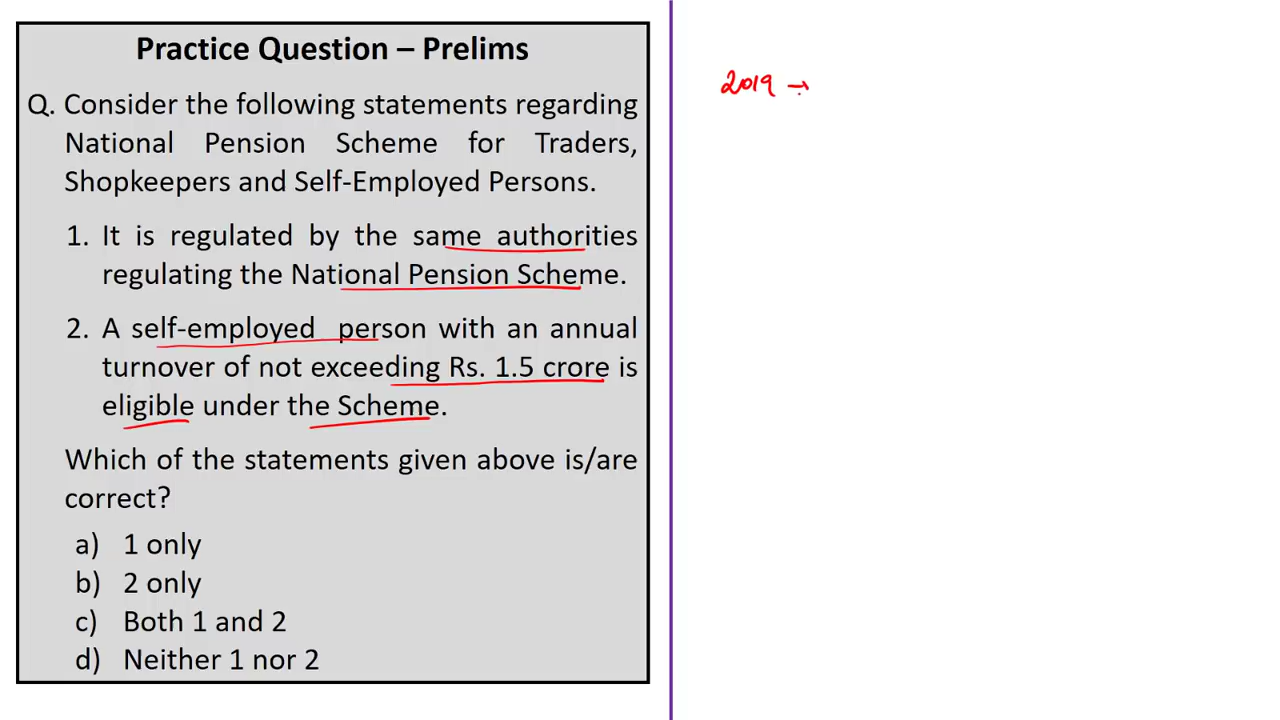 Practice Question – Prelims
Q. Consider the following statements regarding
National Pension Scheme for Traders,
Shopkeepers and Self-Employed Persons.
1. It is regulated by the same authorities
regulating the National Pension Scheme.
2. A self-employed person with an annual
turnover of not exceeding Rs. 1.5 crore is
eligible under the Scheme.
Which of the statements given above is/are
correct?
a) 1 only
b) 2 only
c) Both 1 and 2
d) Neither 1 nor 2
2019 →